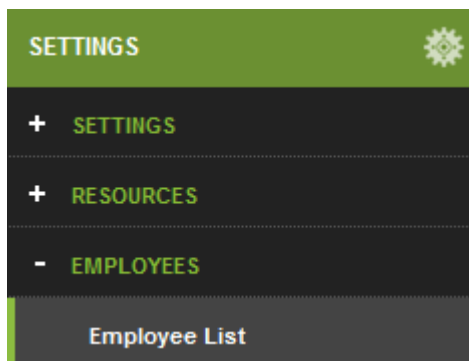 SETTINGS
+ SETTINGS
+ RESOURCES
- EMPLOYEES
Employee List